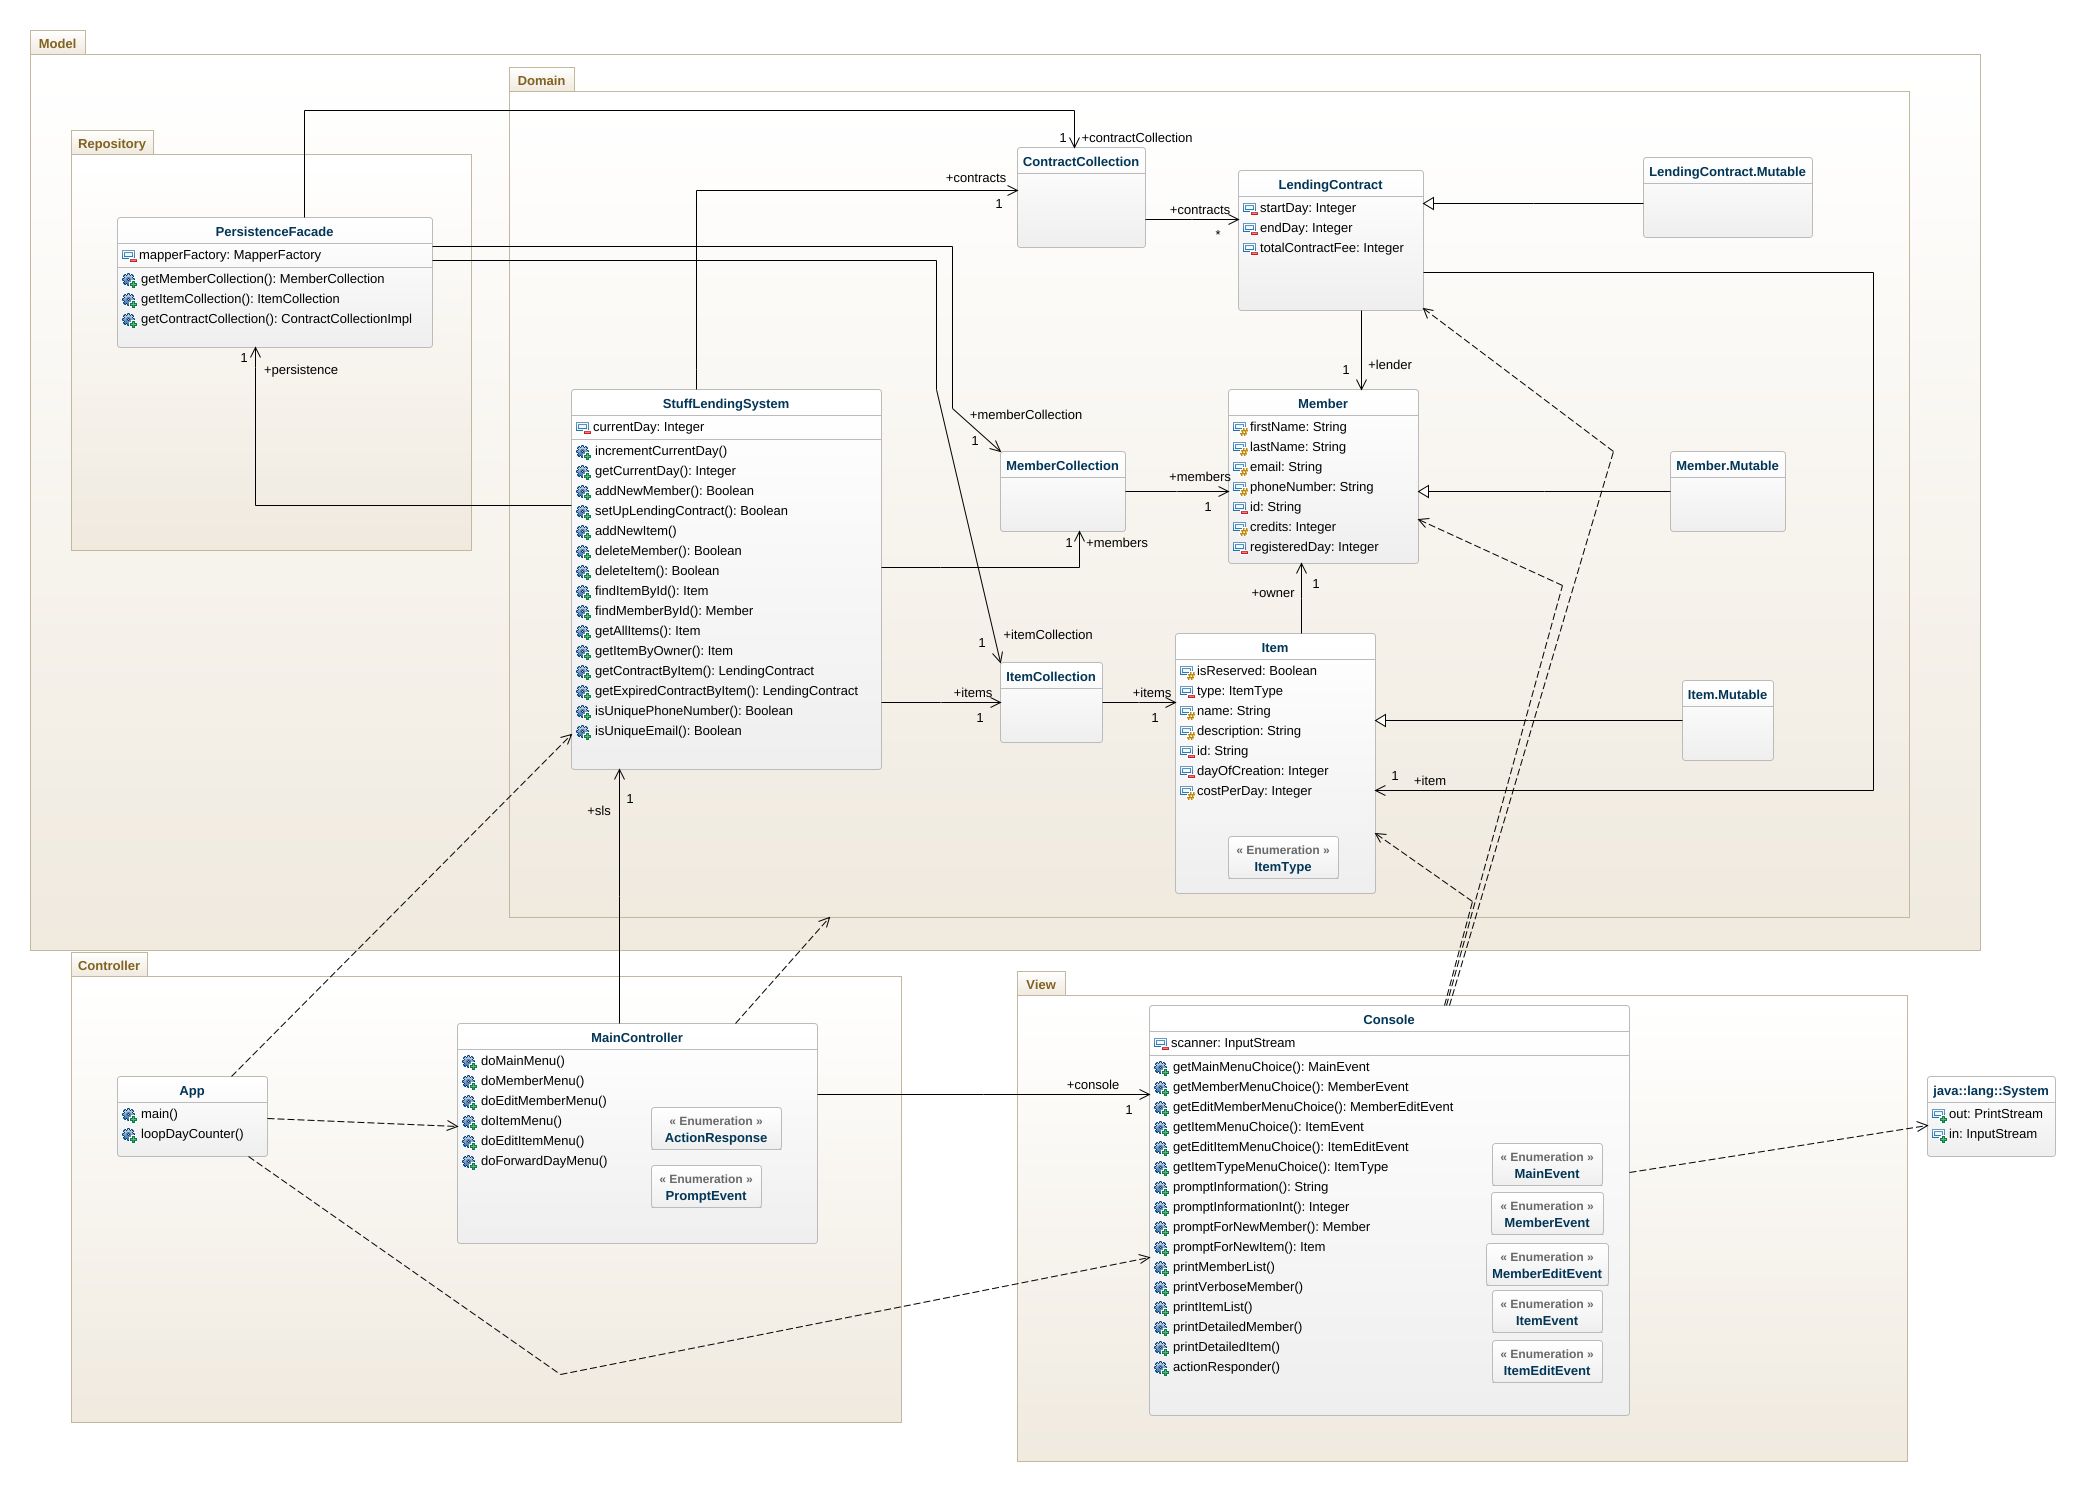 Model
Domain
Repository
1
+contractCollection
ContractCollection
+contracts
1
+contracts
*
LendingContract
startDay: Integer
endDay: Integer
totalContractFee: Integer
LendingContract.Mutable
PersistenceFacade
mapperFactory: MapperFactory
getMemberCollection(): MemberCollection
getItemCollection(): ItemCollection
getContractCollection(): ContractCollectionImpl
1
+persistence
1
+lender
StuffLendingSystem
currentDay: Integer
incrementCurrentDay()
getCurrentDay(): Integer
addNewMember(): Boolean
setUpLendingContract(): Boolean
addNewItem()
deleteMember(): Boolean
deleteItem(): Boolean
findItemById(): Item
findMemberById(): Member
getAllItems(): Item
getItemByOwner(): Item
getContractByItem(): LendingContract
getExpiredContractByItem(): LendingContract
isUniquePhoneNumber(): Boolean
isUniqueEmail(): Boolean
+memberCollection
1
MemberCollection
+members
1
1
+members
Member
firstName: String
lastName: String
email: String
phoneNumber: String
id: String
credits: Integer
registeredDay: Integer
Member.Mutable
1
+owner
+itemCollection
1
ItemCollection
+items
1
+items
1
Item
isReserved: Boolean
type: ItemType
name: String
description: String
id: String
dayOfCreation: Integer
costPerDay: Integer
« Enumeration »
ItemType
Item.Mutable
1
+item
1
+sls
Controller
App
main()
loopDayCounter()
MainController
doMainMenu()
doMemberMenu()
doEditMemberMenu()
doItemMenu()
doEditItemMenu()
doForwardDayMenu()
« Enumeration »
ActionResponse
« Enumeration »
PromptEvent
+console
1
View
Console
scanner: InputStream
getMainMenuChoice(): MainEvent
getMemberMenuChoice(): MemberEvent
getEditMemberMenuChoice(): MemberEditEvent
getItemMenuChoice(): ItemEvent
getEditItemMenuChoice(): ItemEditEvent
getItemTypeMenuChoice(): ItemType
promptInformation(): String
promptInformationInt(): Integer
promptForNewMember(): Member
promptForNewItem(): Item
printMemberList()
printVerboseMember()
printItemList()
printDetailedMember()
printDetailedItem()
actionResponder()
« Enumeration »
MainEvent
« Enumeration »
MemberEvent
« Enumeration »
MemberEditEvent
« Enumeration »
ItemEvent
« Enumeration »
ItemEditEvent
java::lang::System
out: PrintStream
in: InputStream